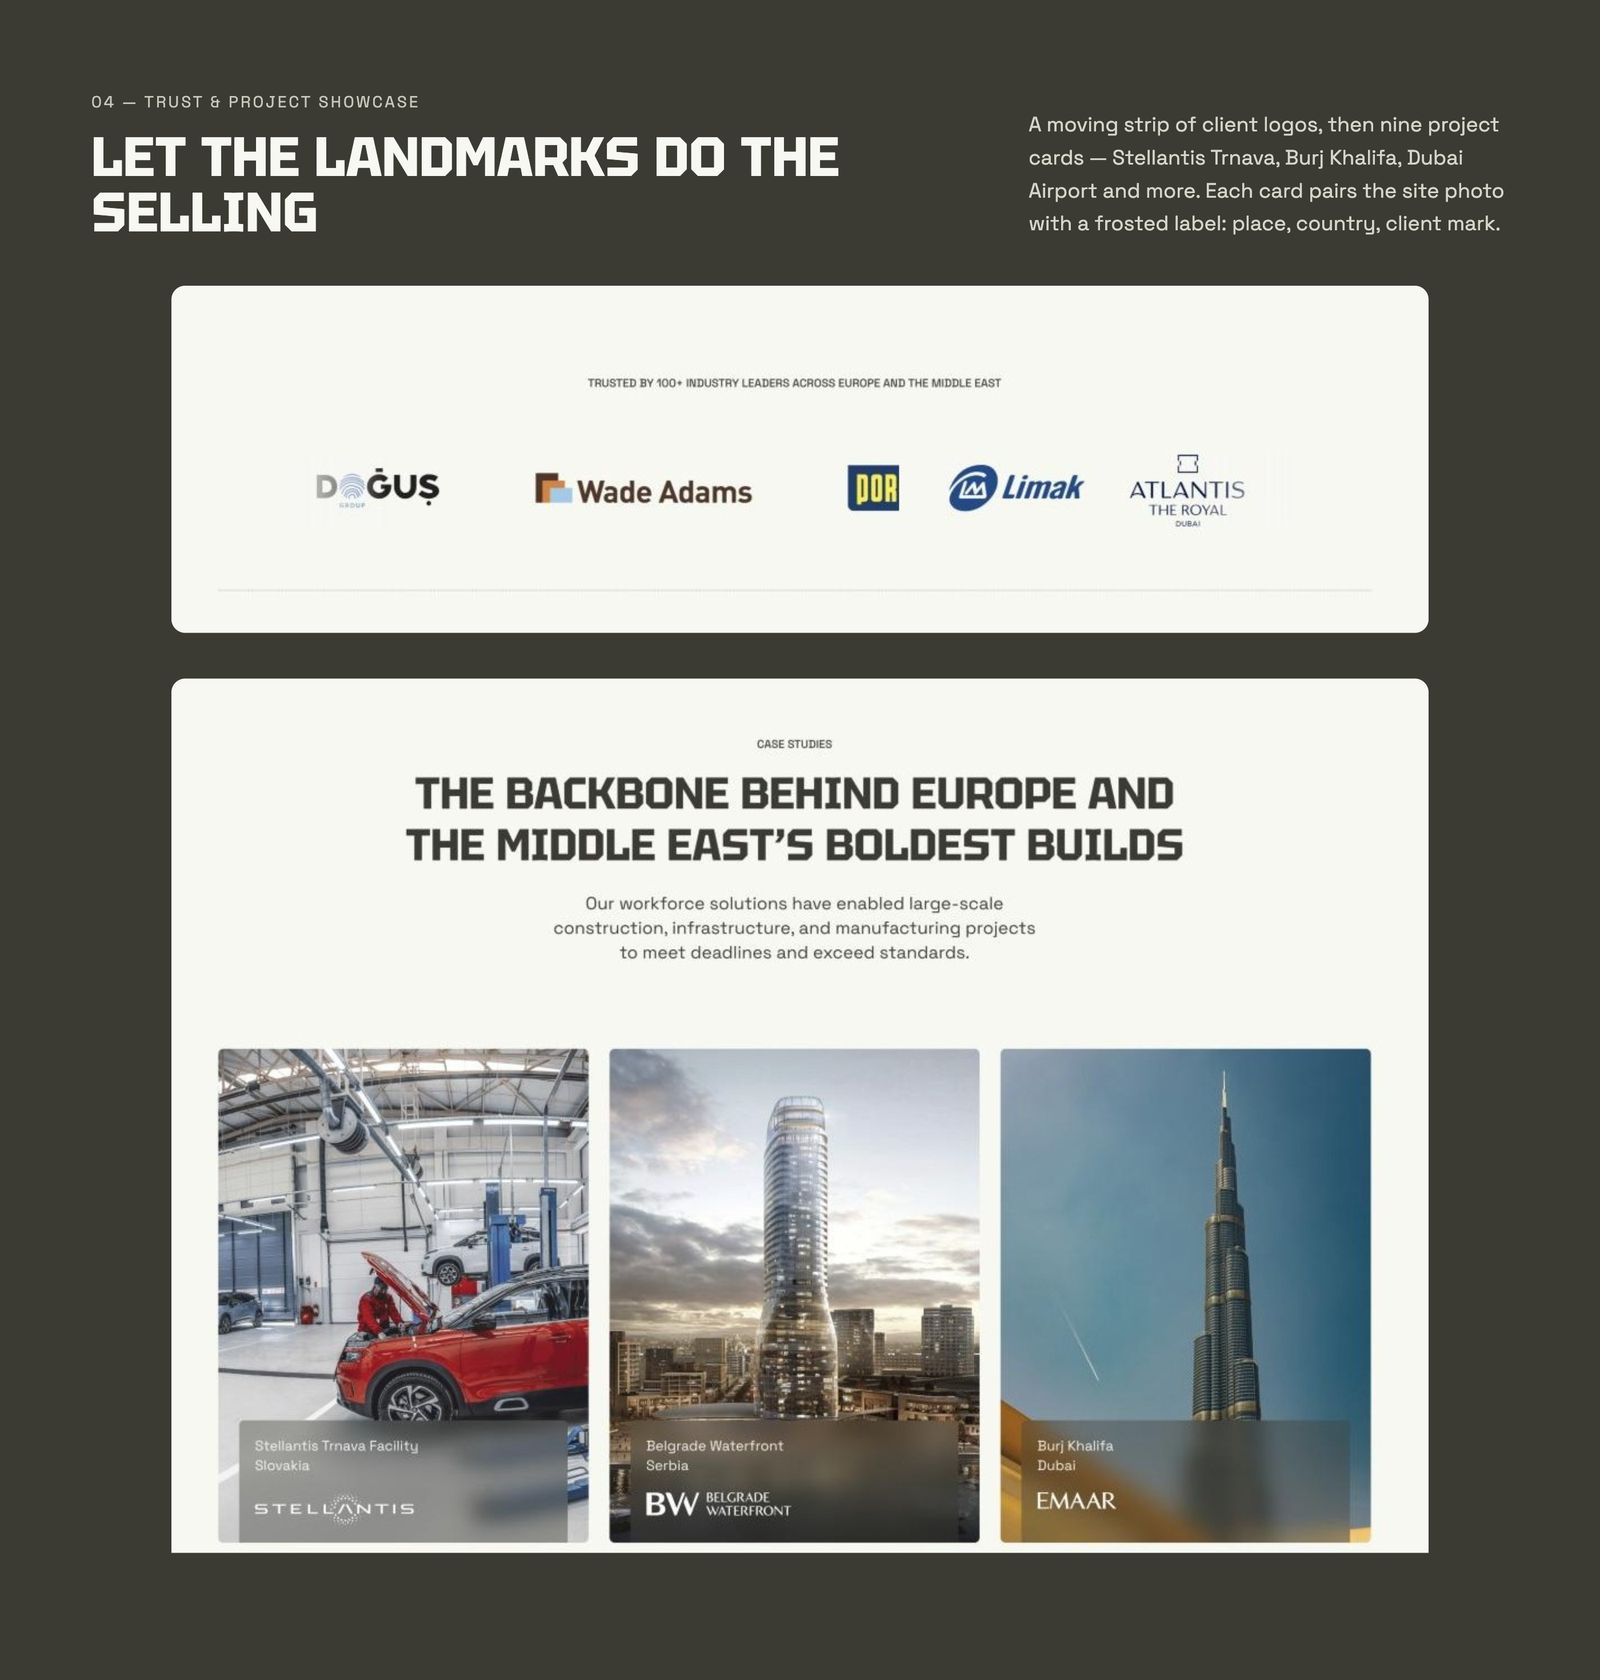 04 — TRUST & PROJECT SHOWCASE
LET THE LANDMARKS DO THE
SELLING
A moving strip of client logos, then nine project
cards — Stellantis Trnava, Burj Khalifa, Dubai
Airport and more. Each card pairs the site photo
with a frosted label: place, country, client mark.
TRUSTED BY 100+ INDUSTRY LEADERS ACROSS EUROPE AND THE MIDDLE EAST
DOĞUŞ
GROUP
Wade Adams
POR
LM Limak
ATLANTIS
THE ROYAL
DUBAI
CASE STUDIES
THE BACKBONE BEHIND EUROPE AND
THE MIDDLE EAST’S BOLDEST BUILDS
Our workforce solutions have enabled large-scale
construction, infrastructure, and manufacturing projects
to meet deadlines and exceed standards.
Stellantis Trnava Facility
Slovakia
STELLANTIS
Belgrade Waterfront
Serbia
BW BELGRADE
WATERFRONT
Burj Khalifa
Dubai
EMAAR